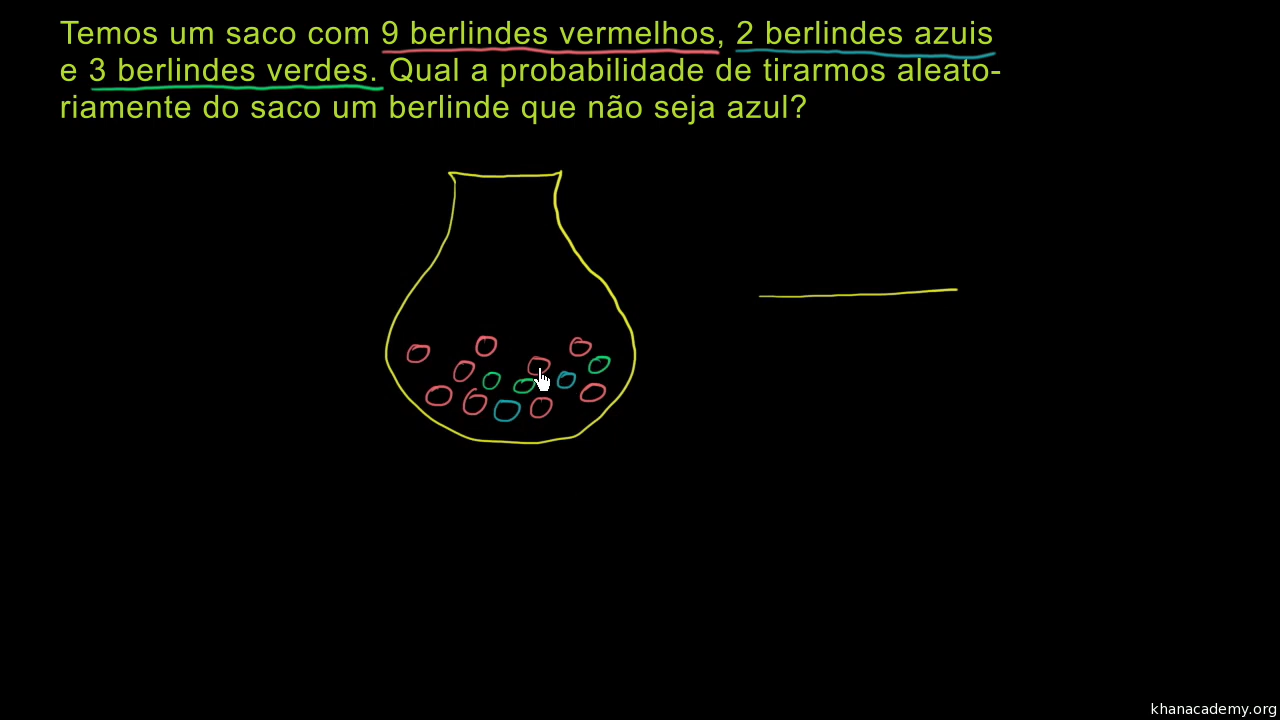 Temos um saco com 9 berlindes vermelhos, 2 berlindes azuis
e 3 berlindes verdes. Qual a probabilidade de tirarmos aleato-
riamente do saco um berlinde que não seja azul?
khanacademy.org